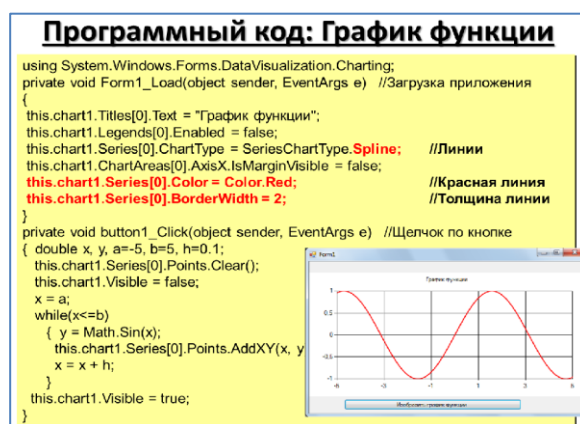 Программный код: График функции
using System.Windows.Forms.DataVisualization.Charting;
private void Form1_Load(object sender, EventArgs e) //Загрузка приложения
{
this.chart1.Titles[0].Text = "График функции";
this.chart1.Legends[0].Enabled = false;
this.chart1.Series[0].ChartType = SeriesChartType.Spline; //Линии
this.chart1.ChartAreas[0].AxisX.IsMarginVisible = false;
this.chart1.Series[0].Color = Color.Red; //Красная линия
this.chart1.Series[0].BorderWidth = 2; //Толщина линии
}
private void button1_Click(object sender, EventArgs e) //Щелчок по кнопке
{ double x, y, a=-5, b=5, h=0.1;
this.chart1.Series[0].Points.Clear();
this.chart1.Visible = false;
x = a;
while(x<=b)
{ y = Math.Sin(x);
this.chart1.Series[0].Points.AddXY(x, y
x = x + h;
}
this.chart1.Visible = true;
}
Form1
График функции
1
0.5
0
-0.5
-1
-5 -3 -1 1 3 5
Изобразить график функции